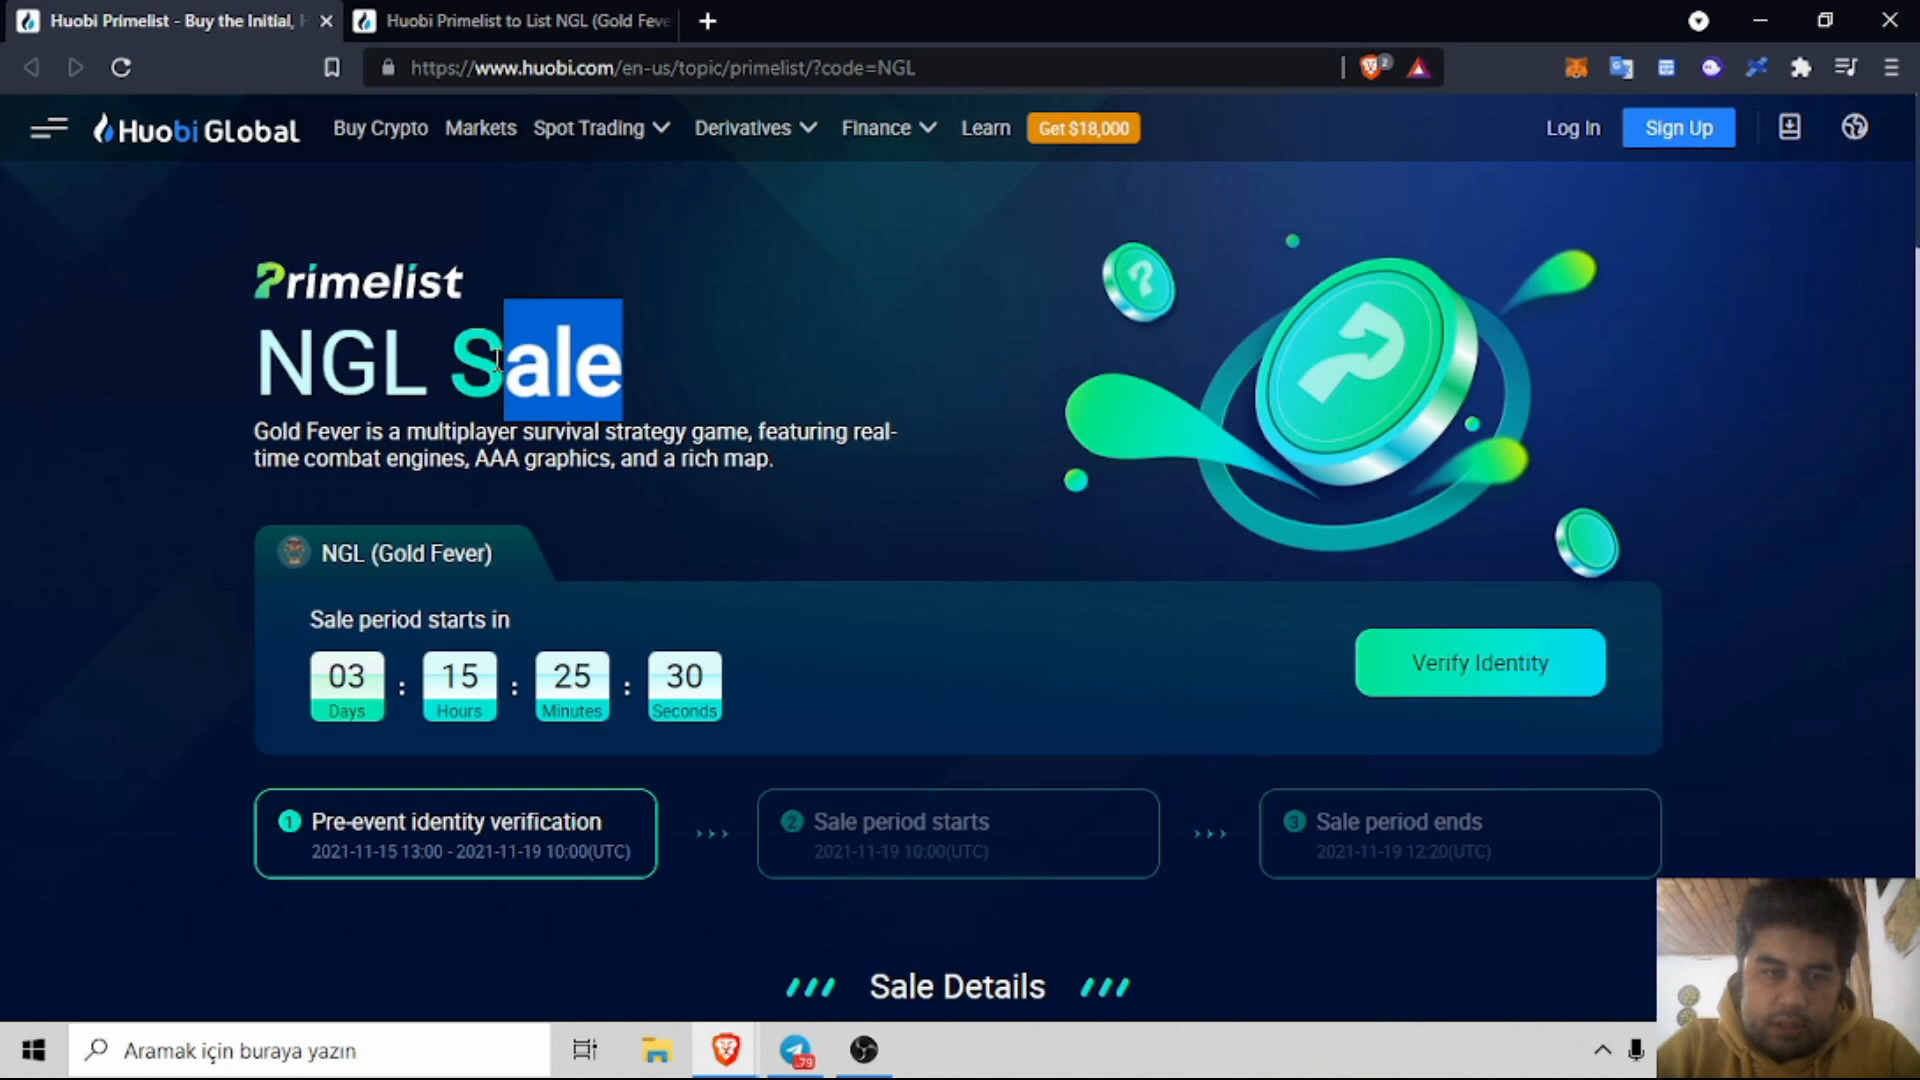 Huobi Primelist - Buy the Initial, H
Huobi Primelist to List NGL (Gold Feve
https://www.huobi.com/en-us/topic/primelist/?code=NGL
2
Huobi Global
Buy Crypto
Markets
Spot Trading
Derivatives
Finance
Learn
Get $18,000
Log In
Sign Up
Primelist
NGL Sale
Gold Fever is a multiplayer survival strategy game, featuring real-
time combat engines, AAA graphics, and a rich map.
NGL (Gold Fever)
Sale period starts in
03 : 15 : 25 : 30
Days Hours Minutes Seconds
Verify Identity
1 Pre-event identity verification
2021-11-15 13:00 - 2021-11-19 10:00(UTC)
2 Sale period starts
2021-11-19 10:00(UTC)
3 Sale period ends
2021-11-19 12:20(UTC)
Sale Details
Aramak için buraya yazın
79